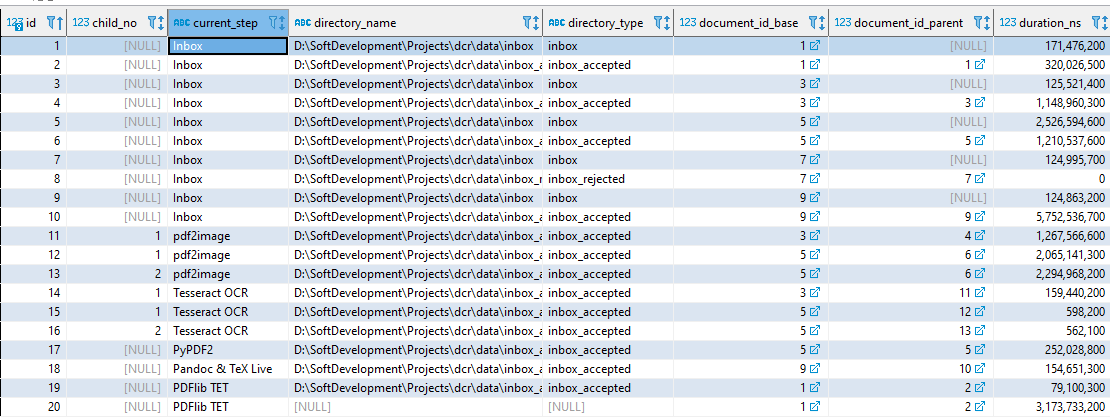 123 id ABC child_no ABC current_step ABC directory_name ABC directory_type 123 document_id_base 123 document_id_parent 123 duration_ns
1 [NULL] Inbox D:\SoftDevelopment\Projects\dcr\data\inbox inbox 1 [NULL] 171,476,200
2 [NULL] Inbox D:\SoftDevelopment\Projects\dcr\data\inbox_a inbox_accepted 1 1 320,026,500
3 [NULL] Inbox D:\SoftDevelopment\Projects\dcr\data\inbox inbox 3 [NULL] 125,521,400
4 [NULL] Inbox D:\SoftDevelopment\Projects\dcr\data\inbox_a inbox_accepted 3 3 1,148,960,300
5 [NULL] Inbox D:\SoftDevelopment\Projects\dcr\data\inbox inbox 5 [NULL] 2,526,594,600
6 [NULL] Inbox D:\SoftDevelopment\Projects\dcr\data\inbox_a inbox_accepted 5 5 1,210,537,600
7 [NULL] Inbox D:\SoftDevelopment\Projects\dcr\data\inbox inbox 7 [NULL] 124,995,700
8 [NULL] Inbox D:\SoftDevelopment\Projects\dcr\data\inbox_r inbox_rejected 7 7 0
9 [NULL] Inbox D:\SoftDevelopment\Projects\dcr\data\inbox inbox 9 [NULL] 124,863,200
10 [NULL] Inbox D:\SoftDevelopment\Projects\dcr\data\inbox_a inbox_accepted 9 9 5,752,536,700
11 1 pdf2image D:\SoftDevelopment\Projects\dcr\data\inbox_a inbox_accepted 3 4 1,267,566,600
12 1 pdf2image D:\SoftDevelopment\Projects\dcr\data\inbox_a inbox_accepted 5 6 2,065,141,300
13 2 pdf2image D:\SoftDevelopment\Projects\dcr\data\inbox_a inbox_accepted 5 6 2,294,968,200
14 1 Tesseract OCR D:\SoftDevelopment\Projects\dcr\data\inbox_a inbox_accepted 3 11 159,440,200
15 1 Tesseract OCR D:\SoftDevelopment\Projects\dcr\data\inbox_a inbox_accepted 5 12 598,200
16 2 Tesseract OCR D:\SoftDevelopment\Projects\dcr\data\inbox_a inbox_accepted 5 13 562,100
17 [NULL] PyPDF2 D:\SoftDevelopment\Projects\dcr\data\inbox_a inbox_accepted 5 5 252,028,800
18 [NULL] Pandoc & TeX Live D:\SoftDevelopment\Projects\dcr\data\inbox_a inbox_accepted 9 10 154,651,300
19 [NULL] PDFlib TET D:\SoftDevelopment\Projects\dcr\data\inbox_a inbox_accepted 1 2 79,100,300
20 [NULL] PDFlib TET [NULL] [NULL] 1 2 3,173,733,200